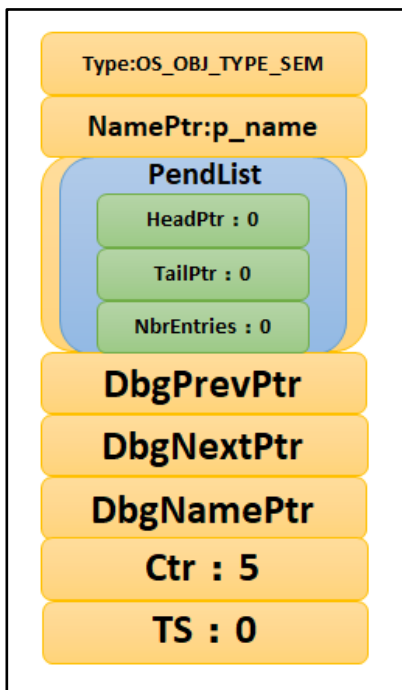 Type:OS_OBJ_TYPE_SEM
NamePtr:p_name
PendList
HeadPtr：0
TailPtr：0
NbrEntries：0
DbgPrevPtr
DbgNextPtr
DbgNamePtr
Ctr：5
TS：0